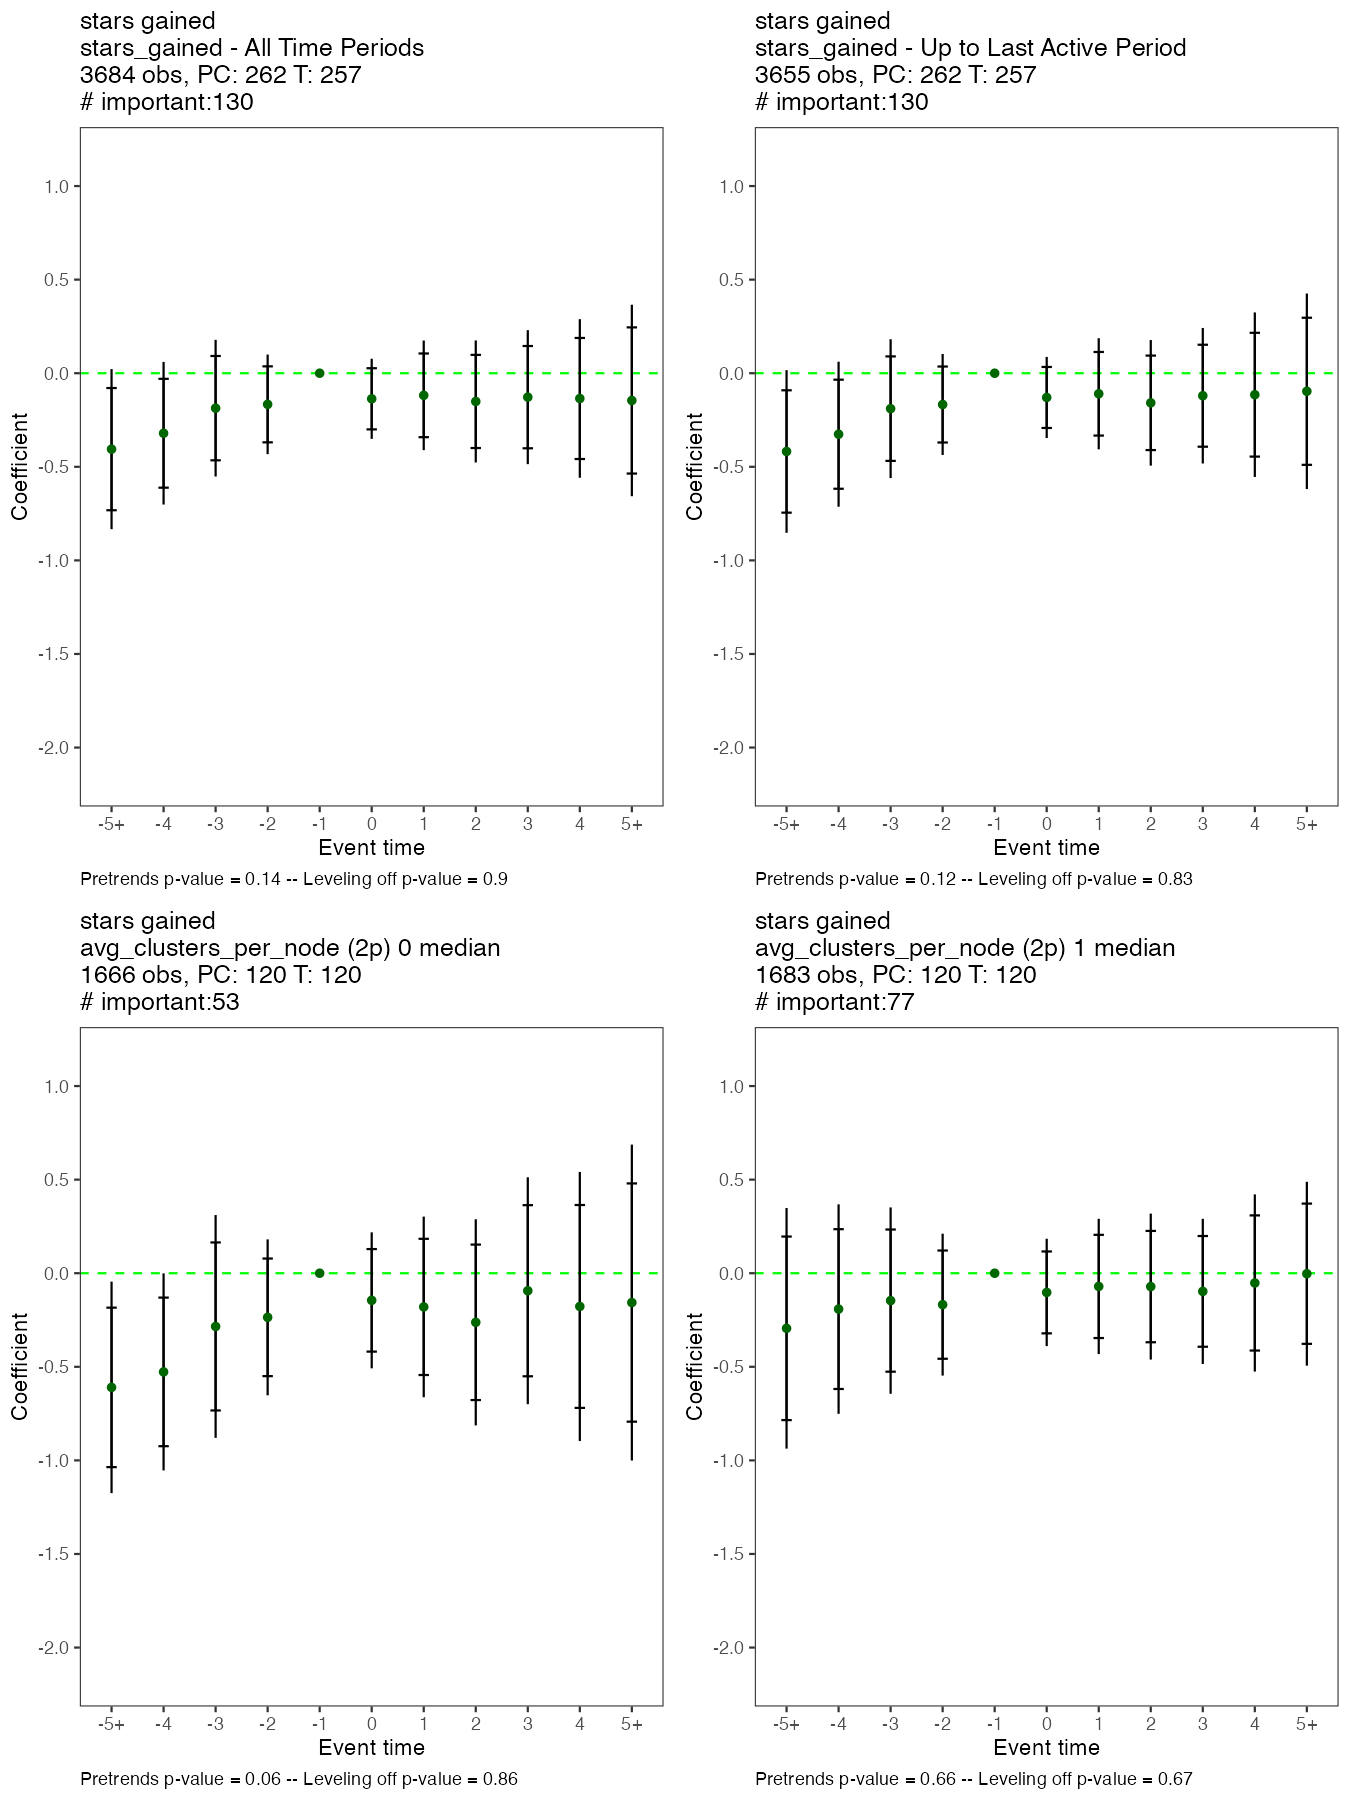 stars gained
stars_gained - All Time Periods
3684 obs, PC: 262 T: 257
# important:130
1.0
0.5
0.0
-0.5
-1.0
-1.5
-2.0
Coefficient
-5+ -4 -3 -2 -1 0 1 2 3 4 5+
Event time
Pretrends p-value = 0.14 -- Leveling off p-value = 0.9
stars gained
stars_gained - Up to Last Active Period
3655 obs, PC: 262 T: 257
# important:130
1.0
0.5
0.0
-0.5
-1.0
-1.5
-2.0
Coefficient
-5+ -4 -3 -2 -1 0 1 2 3 4 5+
Event time
Pretrends p-value = 0.12 -- Leveling off p-value = 0.83
stars gained
avg_clusters_per_node (2p) 0 median
1666 obs, PC: 120 T: 120
# important:53
1.0
0.5
0.0
-0.5
-1.0
-1.5
-2.0
Coefficient
-5+ -4 -3 -2 -1 0 1 2 3 4 5+
Event time
Pretrends p-value = 0.06 -- Leveling off p-value = 0.86
stars gained
avg_clusters_per_node (2p) 1 median
1683 obs, PC: 120 T: 120
# important:77
1.0
0.5
0.0
-0.5
-1.0
-1.5
-2.0
Coefficient
-5+ -4 -3 -2 -1 0 1 2 3 4 5+
Event time
Pretrends p-value = 0.66 -- Leveling off p-value = 0.67